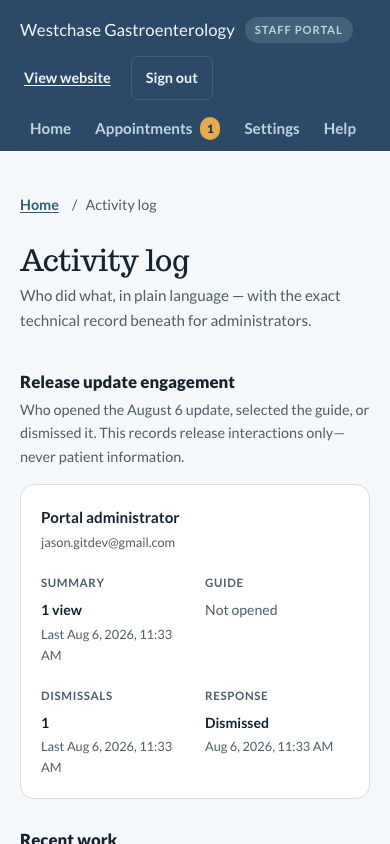 Westchase Gastroenterology STAFF PORTAL
View website Sign out
Home Appointments 1 Settings Help
Home / Activity log
Activity log
Who did what, in plain language — with the exact
technical record beneath for administrators.
Release update engagement
Who opened the August 6 update, selected the guide, or
dismissed it. This records release interactions only—
never patient information.
Portal administrator
jason.gitdev@gmail.com
SUMMARY GUIDE
1 view Not opened
Last Aug 6, 2026, 11:33
AM
DISMISSALS RESPONSE
1 Dismissed
Last Aug 6, 2026, 11:33 Aug 6, 2026, 11:33 AM
AM
Recent work